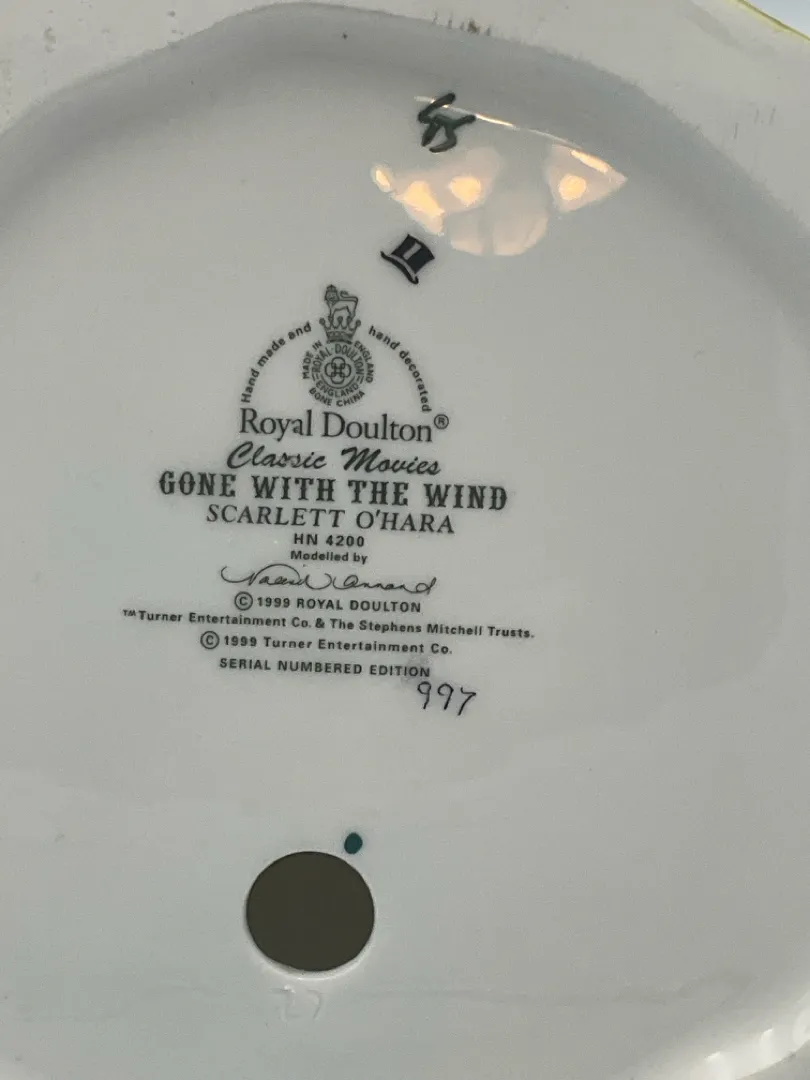 1
Hand made and hand decorated
MADE IN ENGLAND
ROYAL DOULTON
ENGLAND
BONE CHINA
Royal Doulton®
Classic Movies
GONE WITH THE WIND
SCARLETT O'HARA
HN 4200
Modelled by
©1999 ROYAL DOULTON
™Turner Entertainment Co. & The Stephens Mitchell Trusts.
©1999 Turner Entertainment Co.
SERIAL NUMBERED EDITION
997